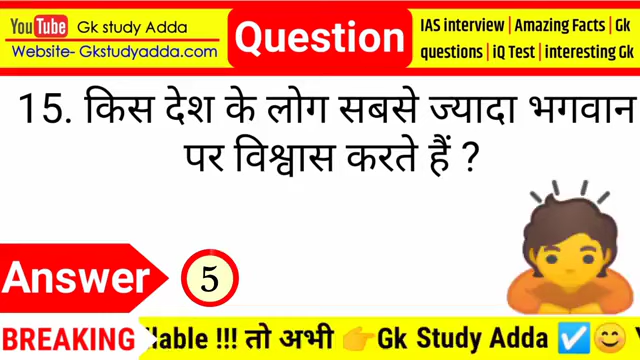 YouTube Gk study Adda
Website- Gkstudyadda.com
Question
IAS interview | Amazing Facts | Gk
questions | iQ Test | interesting Gk
15. किस देश के लोग सबसे ज्यादा भगवान
पर विश्वास करते हैं ?
Answer 5
BREAKING lable !!! तो अभी 👉Gk Study Adda ☑️😊 Y